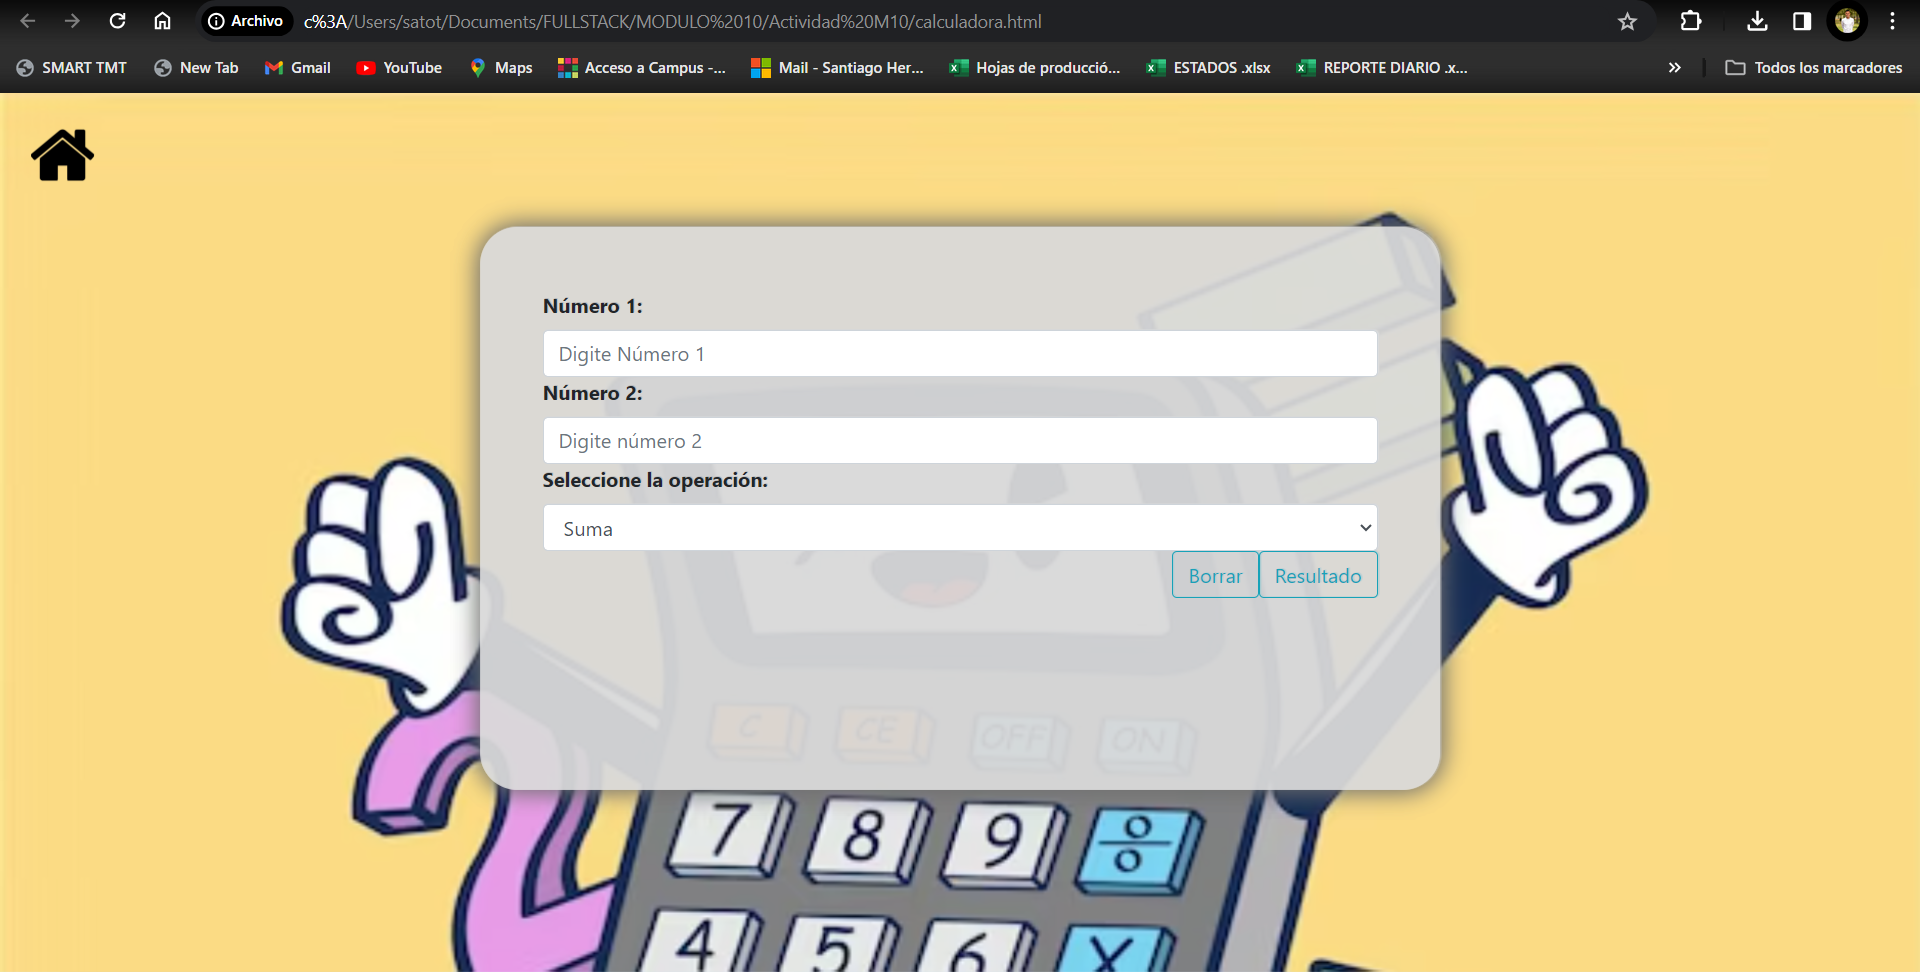 Archivo c%3A/Users/satot/Documents/FULLSTACK/MODULO%2010/Actividad%20M10/calculadora.html
SMART TMT New Tab Gmail YouTube Maps Acceso a Campus -... Mail - Santiago Her... Hojas de producció... ESTADOS .xlsx REPORTE DIARIO .x... » Todos los marcadores
Número 1:
Digite Número 1
Número 2:
Digite número 2
Seleccione la operación:
Suma
Borrar Resultado
C CE OFF ON
7 8 9 ÷
4 5 6 X